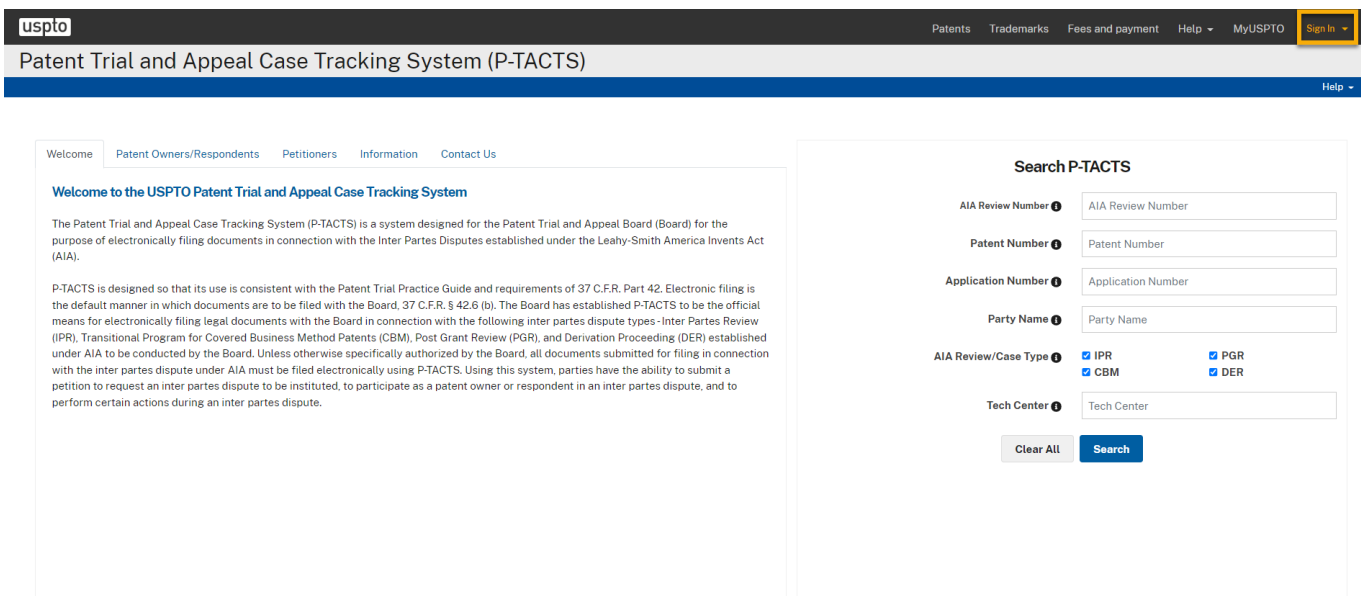 uspto
Patents Trademarks Fees and payment Help MyUSPTO Sign In
Patent Trial and Appeal Case Tracking System (P-TACTS)
Help
Welcome Patent Owners/Respondents Petitioners Information Contact Us
Welcome to the USPTO Patent Trial and Appeal Case Tracking System
The Patent Trial and Appeal Case Tracking System (P-TACTS) is a system designed for the Patent Trial and Appeal Board (Board) for the
purpose of electronically filing documents in connection with the Inter Partes Disputes established under the Leahy-Smith America Invents Act
(AIA).
P-TACTS is designed so that its use is consistent with the Patent Trial Practice Guide and requirements of 37 C.F.R. Part 42. Electronic filing is
the default manner in which documents are to be filed with the Board, 37 C.F.R. § 42.6 (b). The Board has established P-TACTS to be the official
means for electronically filing legal documents with the Board in connection with the following inter partes dispute types - Inter Partes Review
(IPR), Transitional Program for Covered Business Method Patents (CBM), Post Grant Review (PGR), and Derivation Proceeding (DER) established
under AIA to be conducted by the Board. Unless otherwise specifically authorized by the Board, all documents submitted for filing in connection
with the inter partes dispute under AIA must be filed electronically using P-TACTS. Using this system, parties have the ability to submit a
petition to request an inter partes dispute to be instituted, to participate as a patent owner or respondent in an inter partes dispute, and to
perform certain actions during an inter partes dispute.
Search P-TACTS
AIA Review Number AIA Review Number
Patent Number Patent Number
Application Number Application Number
Party Name Party Name
AIA Review/Case Type IPR PGR
CBM DER
Tech Center Tech Center
Clear All Search